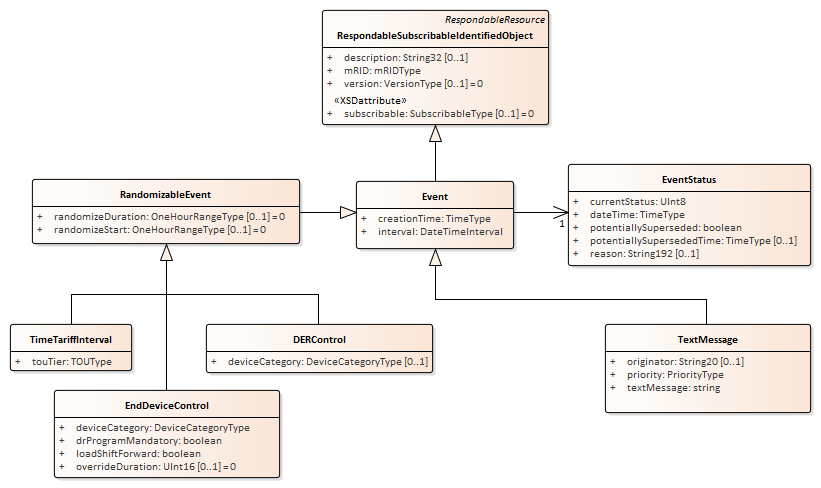 RespondableResource
RespondableSubscribableIdentifiedObject
+ description: String32 [0..1]
+ mRID: mRIDType
+ version: VersionType [0..1] = 0
«XSDattribute»
+ subscribable: SubscribableType [0..1] = 0
RandomizableEvent
+ randomizeDuration: OneHourRangeType [0..1] = 0
+ randomizeStart: OneHourRangeType [0..1] = 0
Event
+ creationTime: TimeType
+ interval: DateTimeInterval
1
EventStatus
+ currentStatus: UInt8
+ dateTime: TimeType
+ potentiallySuperseded: boolean
+ potentiallySupersededTime: TimeType [0..1]
+ reason: String192 [0..1]
TimeTariffInterval
+ touTier: TOUType
DERControl
+ deviceCategory: DeviceCategoryType [0..1]
TextMessage
+ originator: String20 [0..1]
+ priority: PriorityType
+ textMessage: string
EndDeviceControl
+ deviceCategory: DeviceCategoryType
+ drProgramMandatory: boolean
+ loadShiftForward: boolean
+ overrideDuration: UInt16 [0..1] = 0